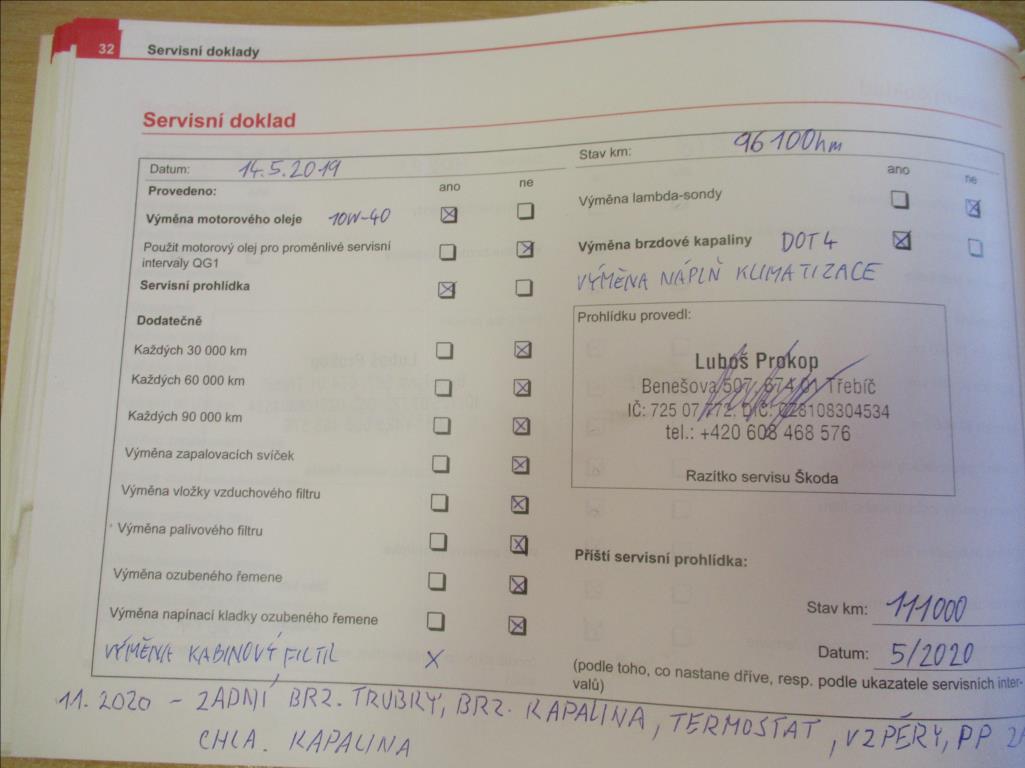 32 Servisní doklady
Servisní doklad
Datum: 14.5.2019
Stav km: 96100km
Provedeno: ano ne
ano ne
Výměna motorového oleje 10W-40
Výměna lambda-sondy
Použit motorový olej pro proměnlivé servisní
intervaly QG1
Výměna brzdové kapaliny DOT4
VÝMĚNA NÁPLŇ KLIMATIZACE
Servisní prohlídka
Dodatečně
Každých 30 000 km
Každých 60 000 km
Každých 90 000 km
Výměna zapalovacích svíček
Výměna vložky vzduchového filtru
Výměna palivového filtru
Výměna ozubeného řemene
Výměna napínací kladky ozubeného řemene
VÝMĚNA KABINOVÝ FILTIL X
Prohlídku provedl:
Luboš Prokop
Benešova 507, 674 01 Třebíč
IČ: 725 07 772. DIČ: CZ8108304534
tel.: +420 608 468 576
Razítko servisu Škoda
Příští servisní prohlídka:
Stav km: 111000
Datum: 5/2020
(podle toho, co nastane dříve, resp. podle ukazatele servisních inter-
valů)
11. 2020 - ZADNÍ BRZ. TRUBKY, BRZ. KAPALINA, TERMOSTAT, VZPĚRY, PP
CHLA. KAPALINA